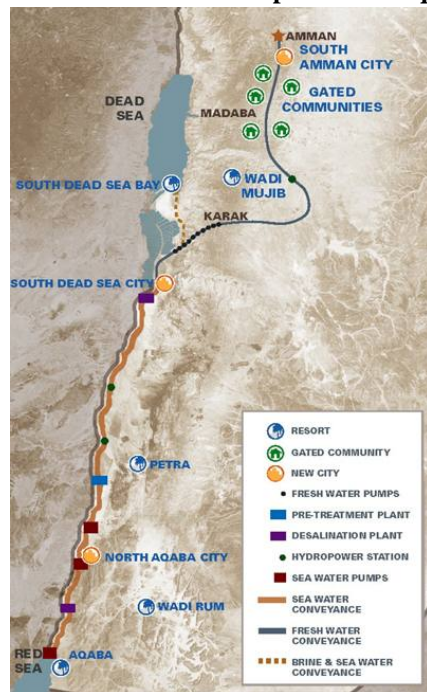 AMMAN
SOUTH
AMMAN CITY
GATED
COMMUNITIES
DEAD
SEA
MADABA
SOUTH DEAD SEA BAY
WADI
MUJIB
KARAK
SOUTH DEAD SEA CITY
PETRA
NORTH AQABA CITY
WADI RUM
RED
SEA
AQABA
RESORT
GATED COMMUNITY
NEW CITY
FRESH WATER PUMPS
PRE-TREATMENT PLANT
DESALINATION PLANT
HYDROPOWER STATION
SEA WATER PUMPS
SEA WATER
CONVEYANCE
FRESH WATER
CONVEYANCE
BRINE & SEA WATER
CONVEYANCE